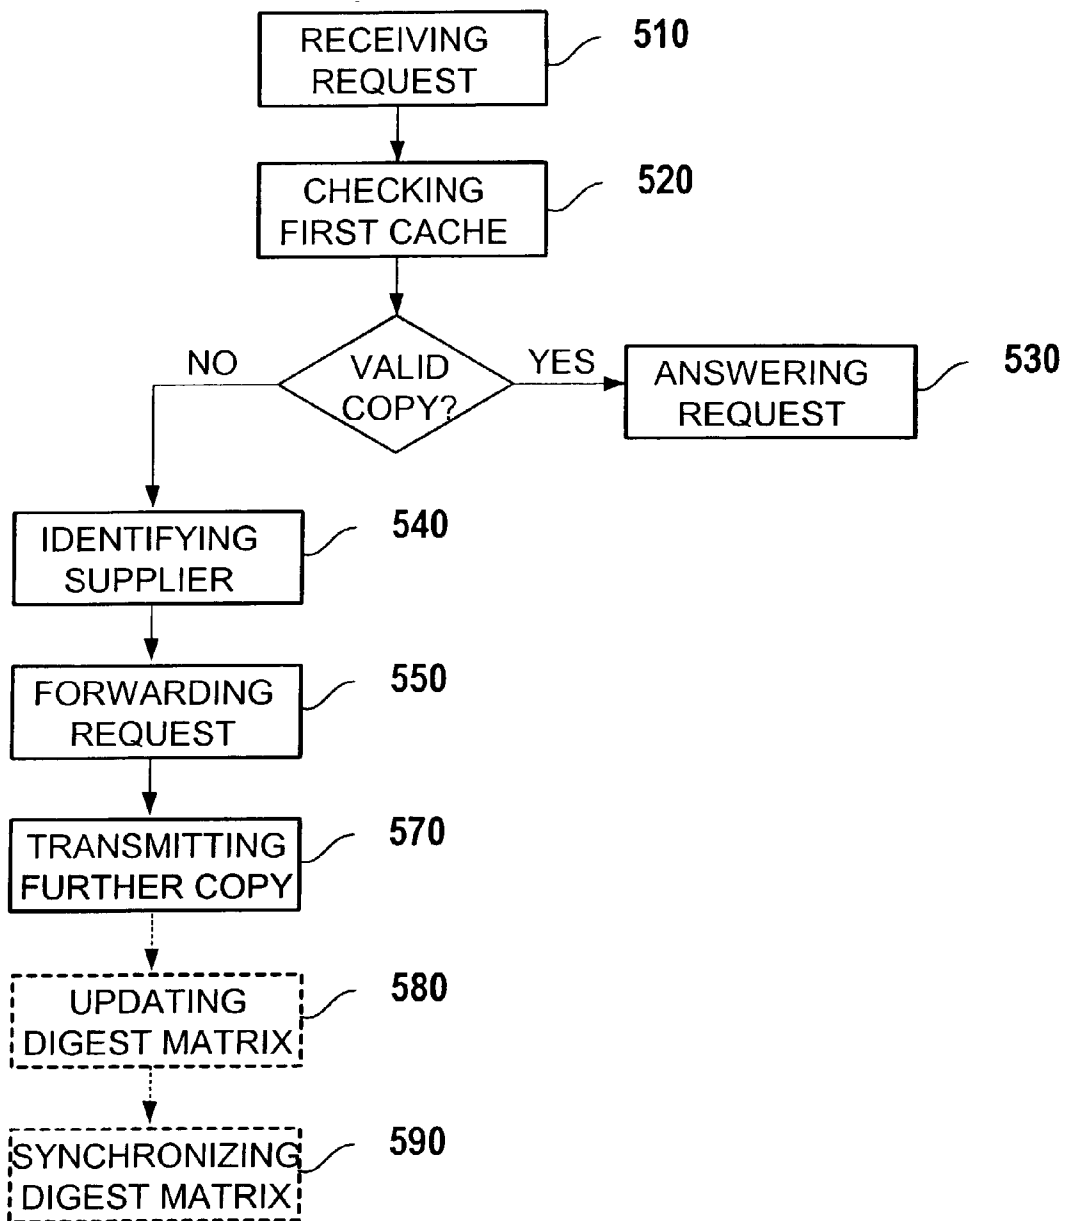 RECEIVING
REQUEST
510
CHECKING
FIRST CACHE
520
NO
VALID
COPY?
YES
ANSWERING
REQUEST
530
IDENTIFYING
SUPPLIER
540
FORWARDING
REQUEST
550
TRANSMITTING
FURTHER COPY
570
UPDATING
DIGEST MATRIX
580
SYNCHRONIZING
DIGEST MATRIX
590